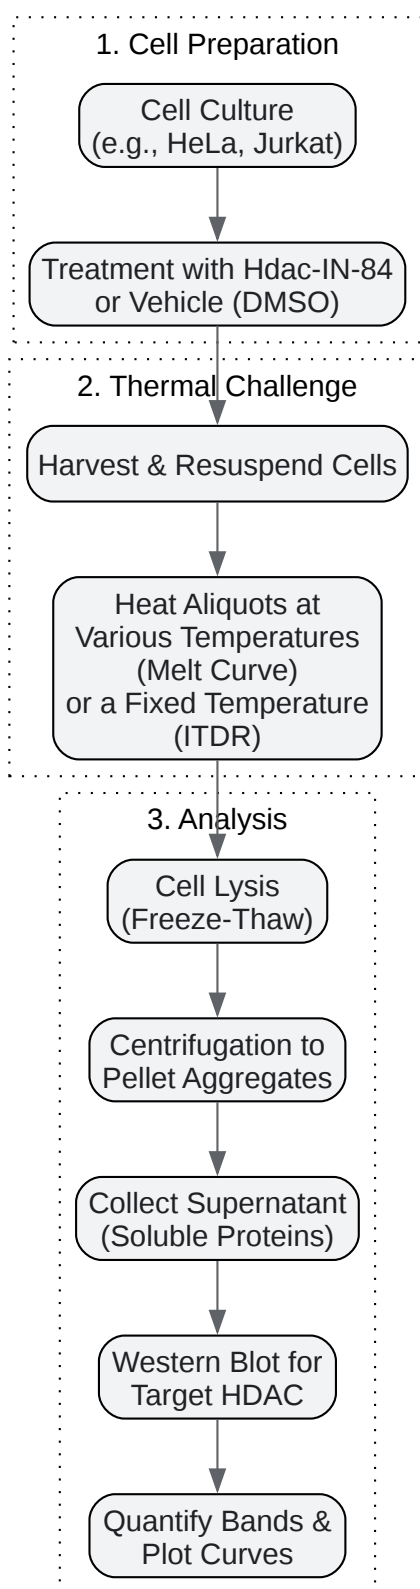 1. Cell Preparation
Cell Culture
(e.g., HeLa, Jurkat)
Treatment with Hdac-IN-84
or Vehicle (DMSO)
2. Thermal Challenge
Harvest & Resuspend Cells
Heat Aliquots at
Various Temperatures
(Melt Curve)
or a Fixed Temperature
(ITDR)
3. Analysis
Cell Lysis
(Freeze-Thaw)
Centrifugation to
Pellet Aggregates
Collect Supernatant
(Soluble Proteins)
Western Blot for
Target HDAC
Quantify Bands &
Plot Curves